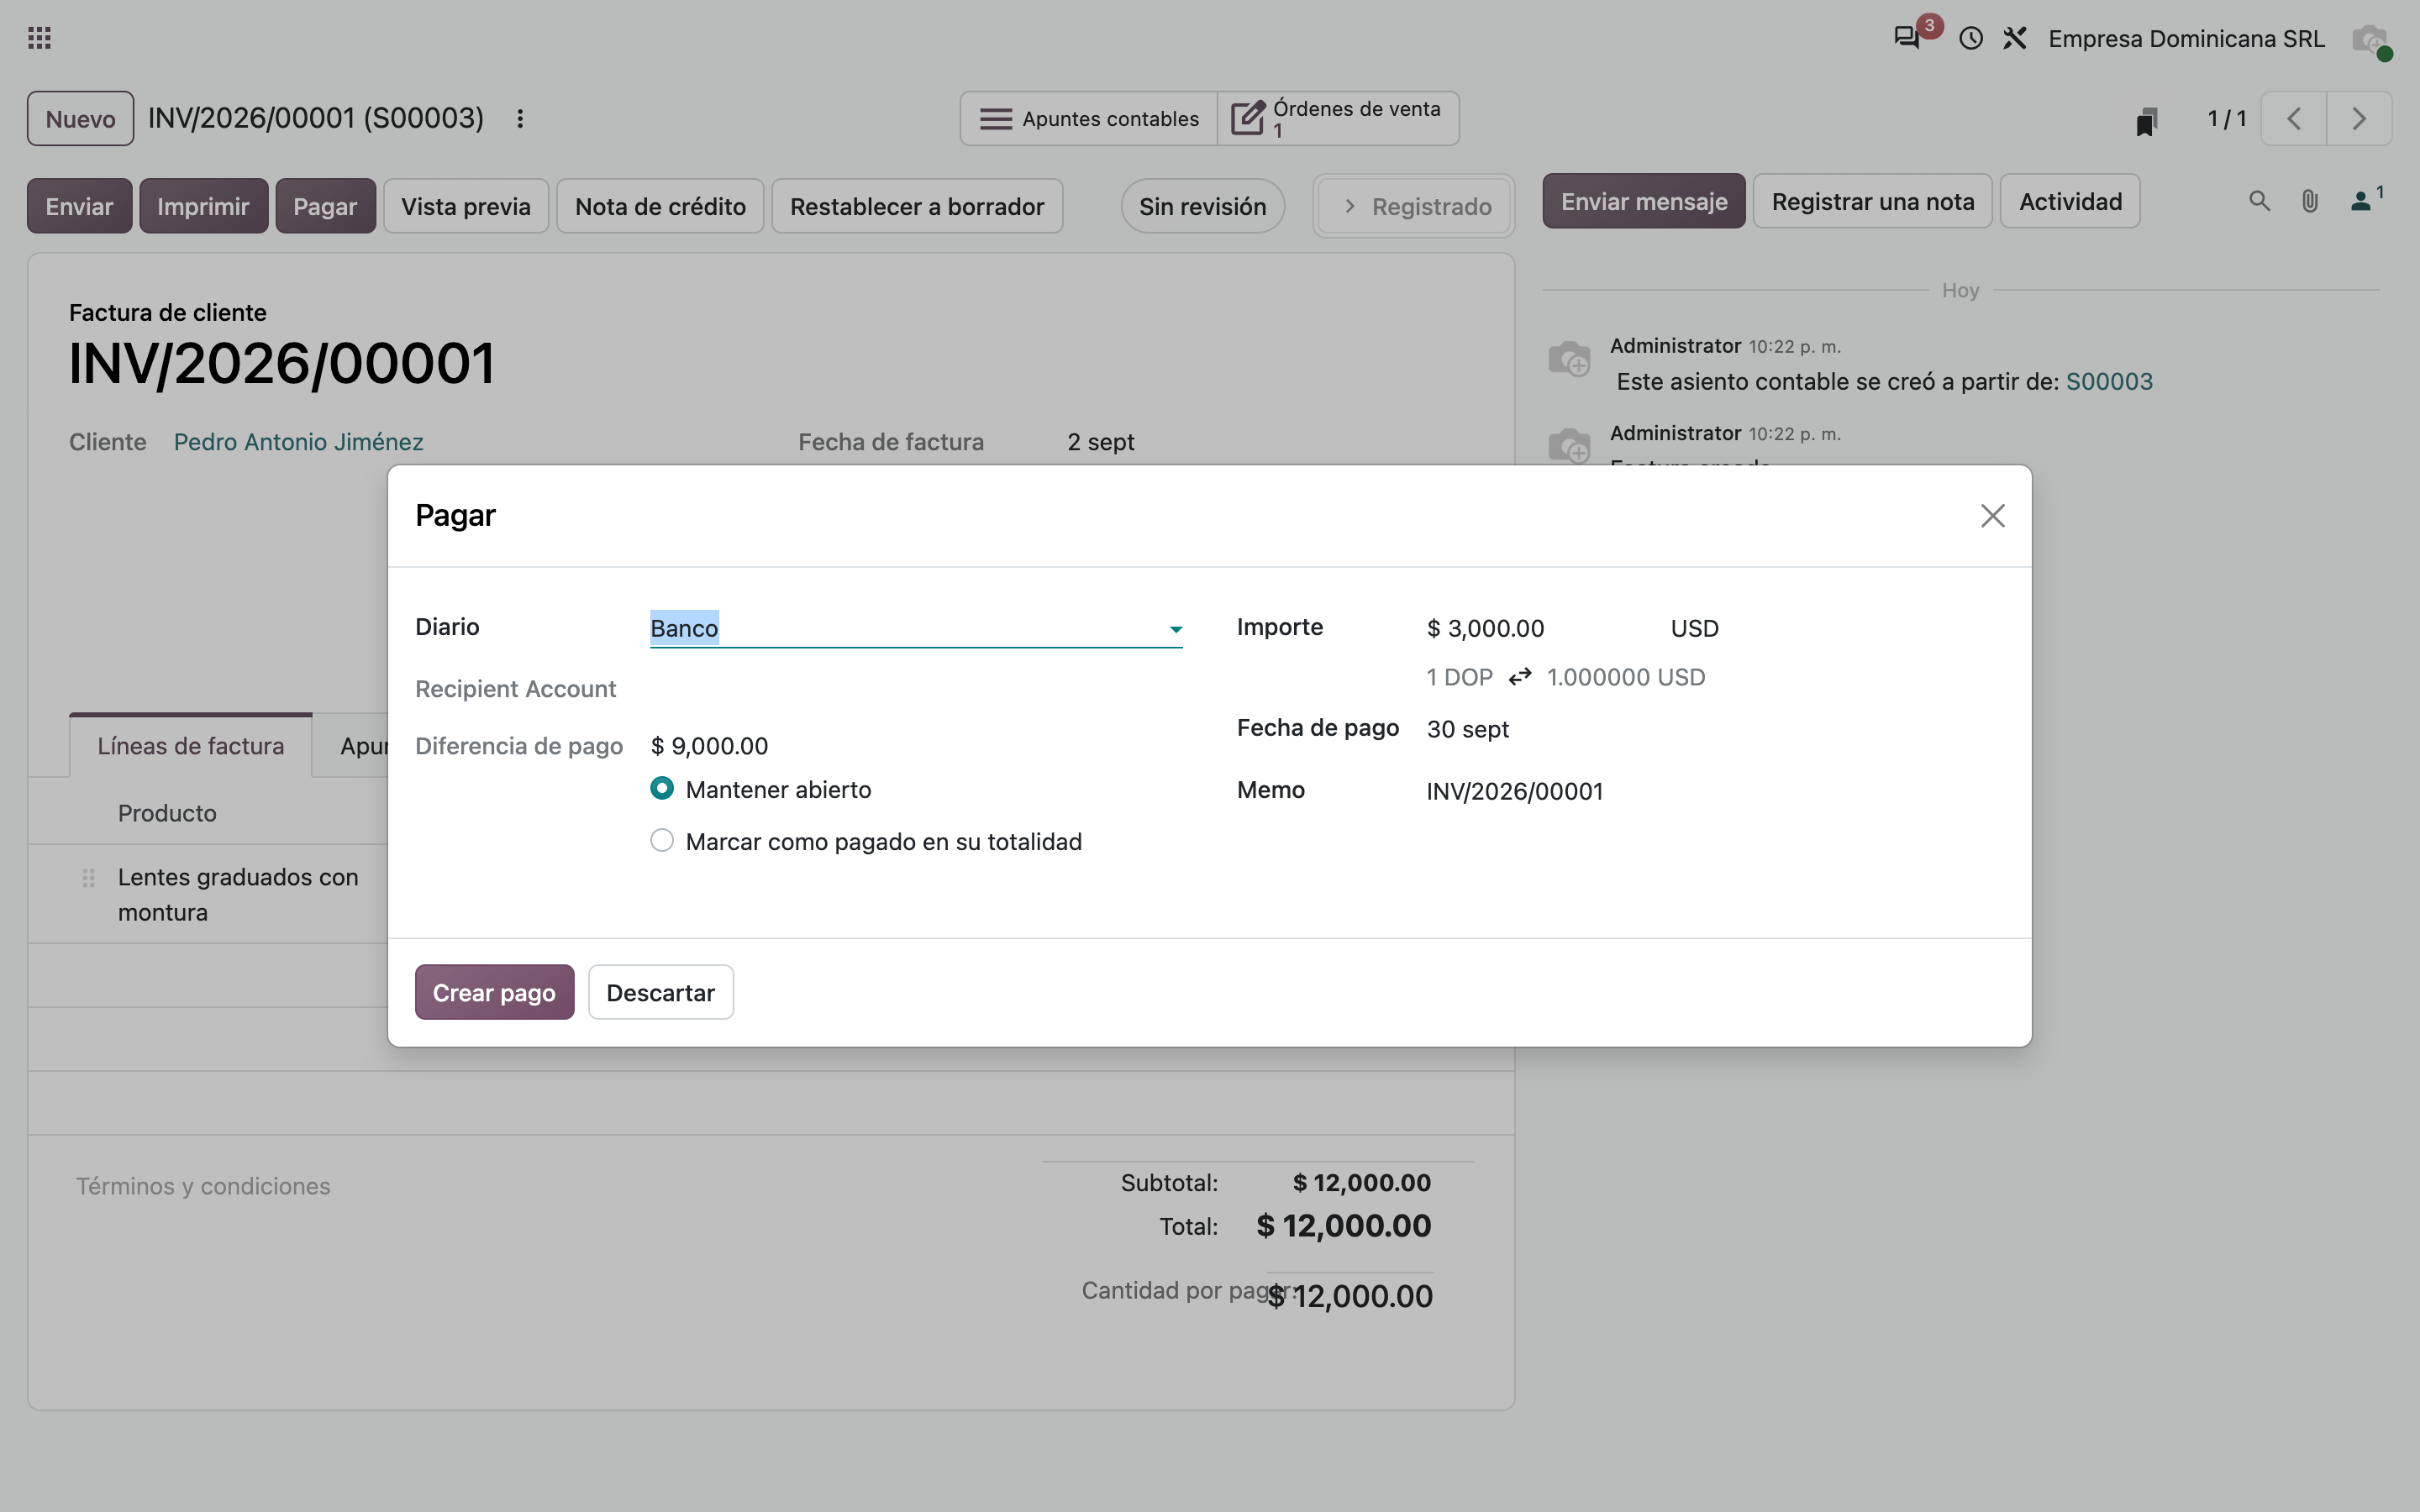 3
Empresa Dominicana SRL
Nuevo
INV/2026/00001 (S00003)
Apuntes contables
Órdenes de venta
1
1 / 1
Enviar
Imprimir
Pagar
Vista previa
Nota de crédito
Restablecer a borrador
Sin revisión
Registrado
Enviar mensaje
Registrar una nota
Actividad
1
Factura de cliente
INV/2026/00001
Cliente
Pedro Antonio Jiménez
Fecha de factura
2 sept
Hoy
Administrator 10:22 p. m.
Este asiento contable se creó a partir de: S00003
Administrator 10:22 p. m.
Pagar
Diario
Banco
Importe
$ 3,000.00
USD
1 DOP
1.000000 USD
Recipient Account
Fecha de pago
30 sept
Diferencia de pago
$ 9,000.00
Mantener abierto
Marcar como pagado en su totalidad
Memo
INV/2026/00001
Crear pago
Descartar
Líneas de factura
Producto
Lentes graduados con
montura
Términos y condiciones
Subtotal:
$ 12,000.00
Total:
$ 12,000.00
Cantidad por pagar:
$ 12,000.00